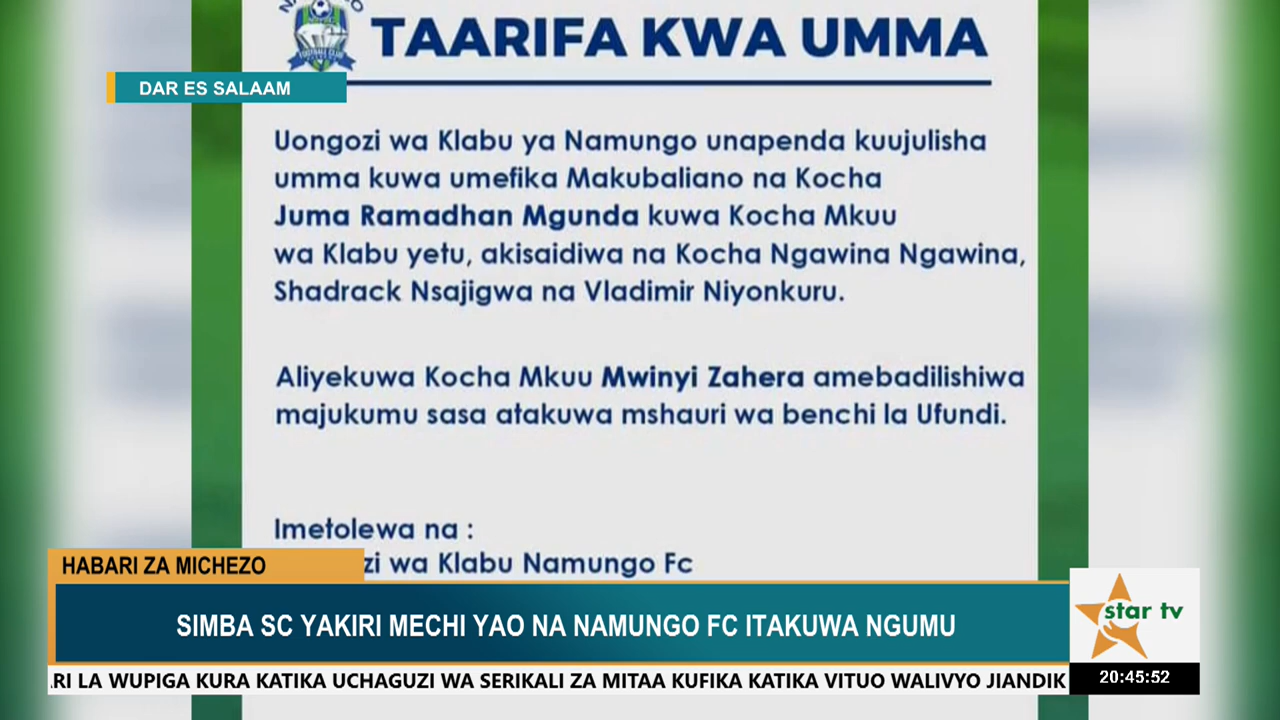 TAARIFA KWA UMMA
FOOTBALL CLUB
DAR ES SALAAM
Uongozi wa Klabu ya Namungo unapenda kuujulisha
umma kuwa umefika Makubaliano na Kocha
Juma Ramadhan Mgunda kuwa Kocha Mkuu
wa Klabu yetu, akisaidiwa na Kocha Ngawina Ngawina,
Shadrack Nsajigwa na Vladimir Niyonkuru.
Aliyekuwa Kocha Mkuu Mwinyi Zahera amebadilishiwa
majukumu sasa atakuwa mshauri wa benchi la Ufundi.
Imetolewa na :
wa Klabu Namungo Fc
HABARI ZA MICHEZO
SIMBA SC YAKIRI MECHI YAO NA NAMUNGO FC ITAKUWA NGUMU
star tv
LA WUPIGA KURA KATIKA UCHAGUZI WA SERIKALI ZA MITAA KUFIKA KATIKA VITUO WALIVYO JIANDIK
20:45:52